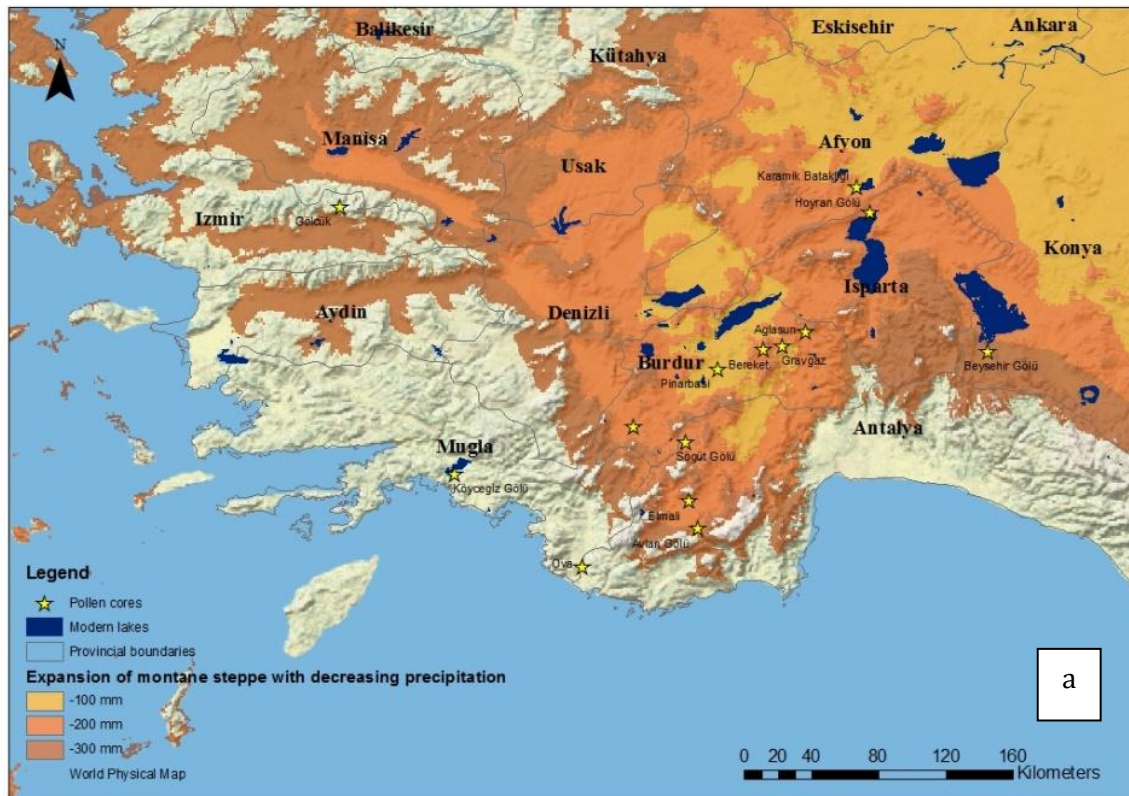 Balikesir
Eskisehir
Ankara
Kütahya
N
Manisa
Usak
Afyon
Karamik Batakligi
Hoyran Gölü
Izmir
Gölcük
Konya
Isparta
Aydin
Denizli
Aglasun
Burdur
Bereket
Gravgaz
Pinarbasi
Beysehir Gölü
Antalya
Mugla
Sögüt Gölü
Köycegiz Gölü
Elmali
Avlan Gölü
Ova
Legend
Pollen cores
Modern lakes
Provincial boundaries
Expansion of montane steppe with decreasing precipitation
-100 mm
-200 mm
-300 mm
World Physical Map
a
0 20 40 80 120 160
Kilometers